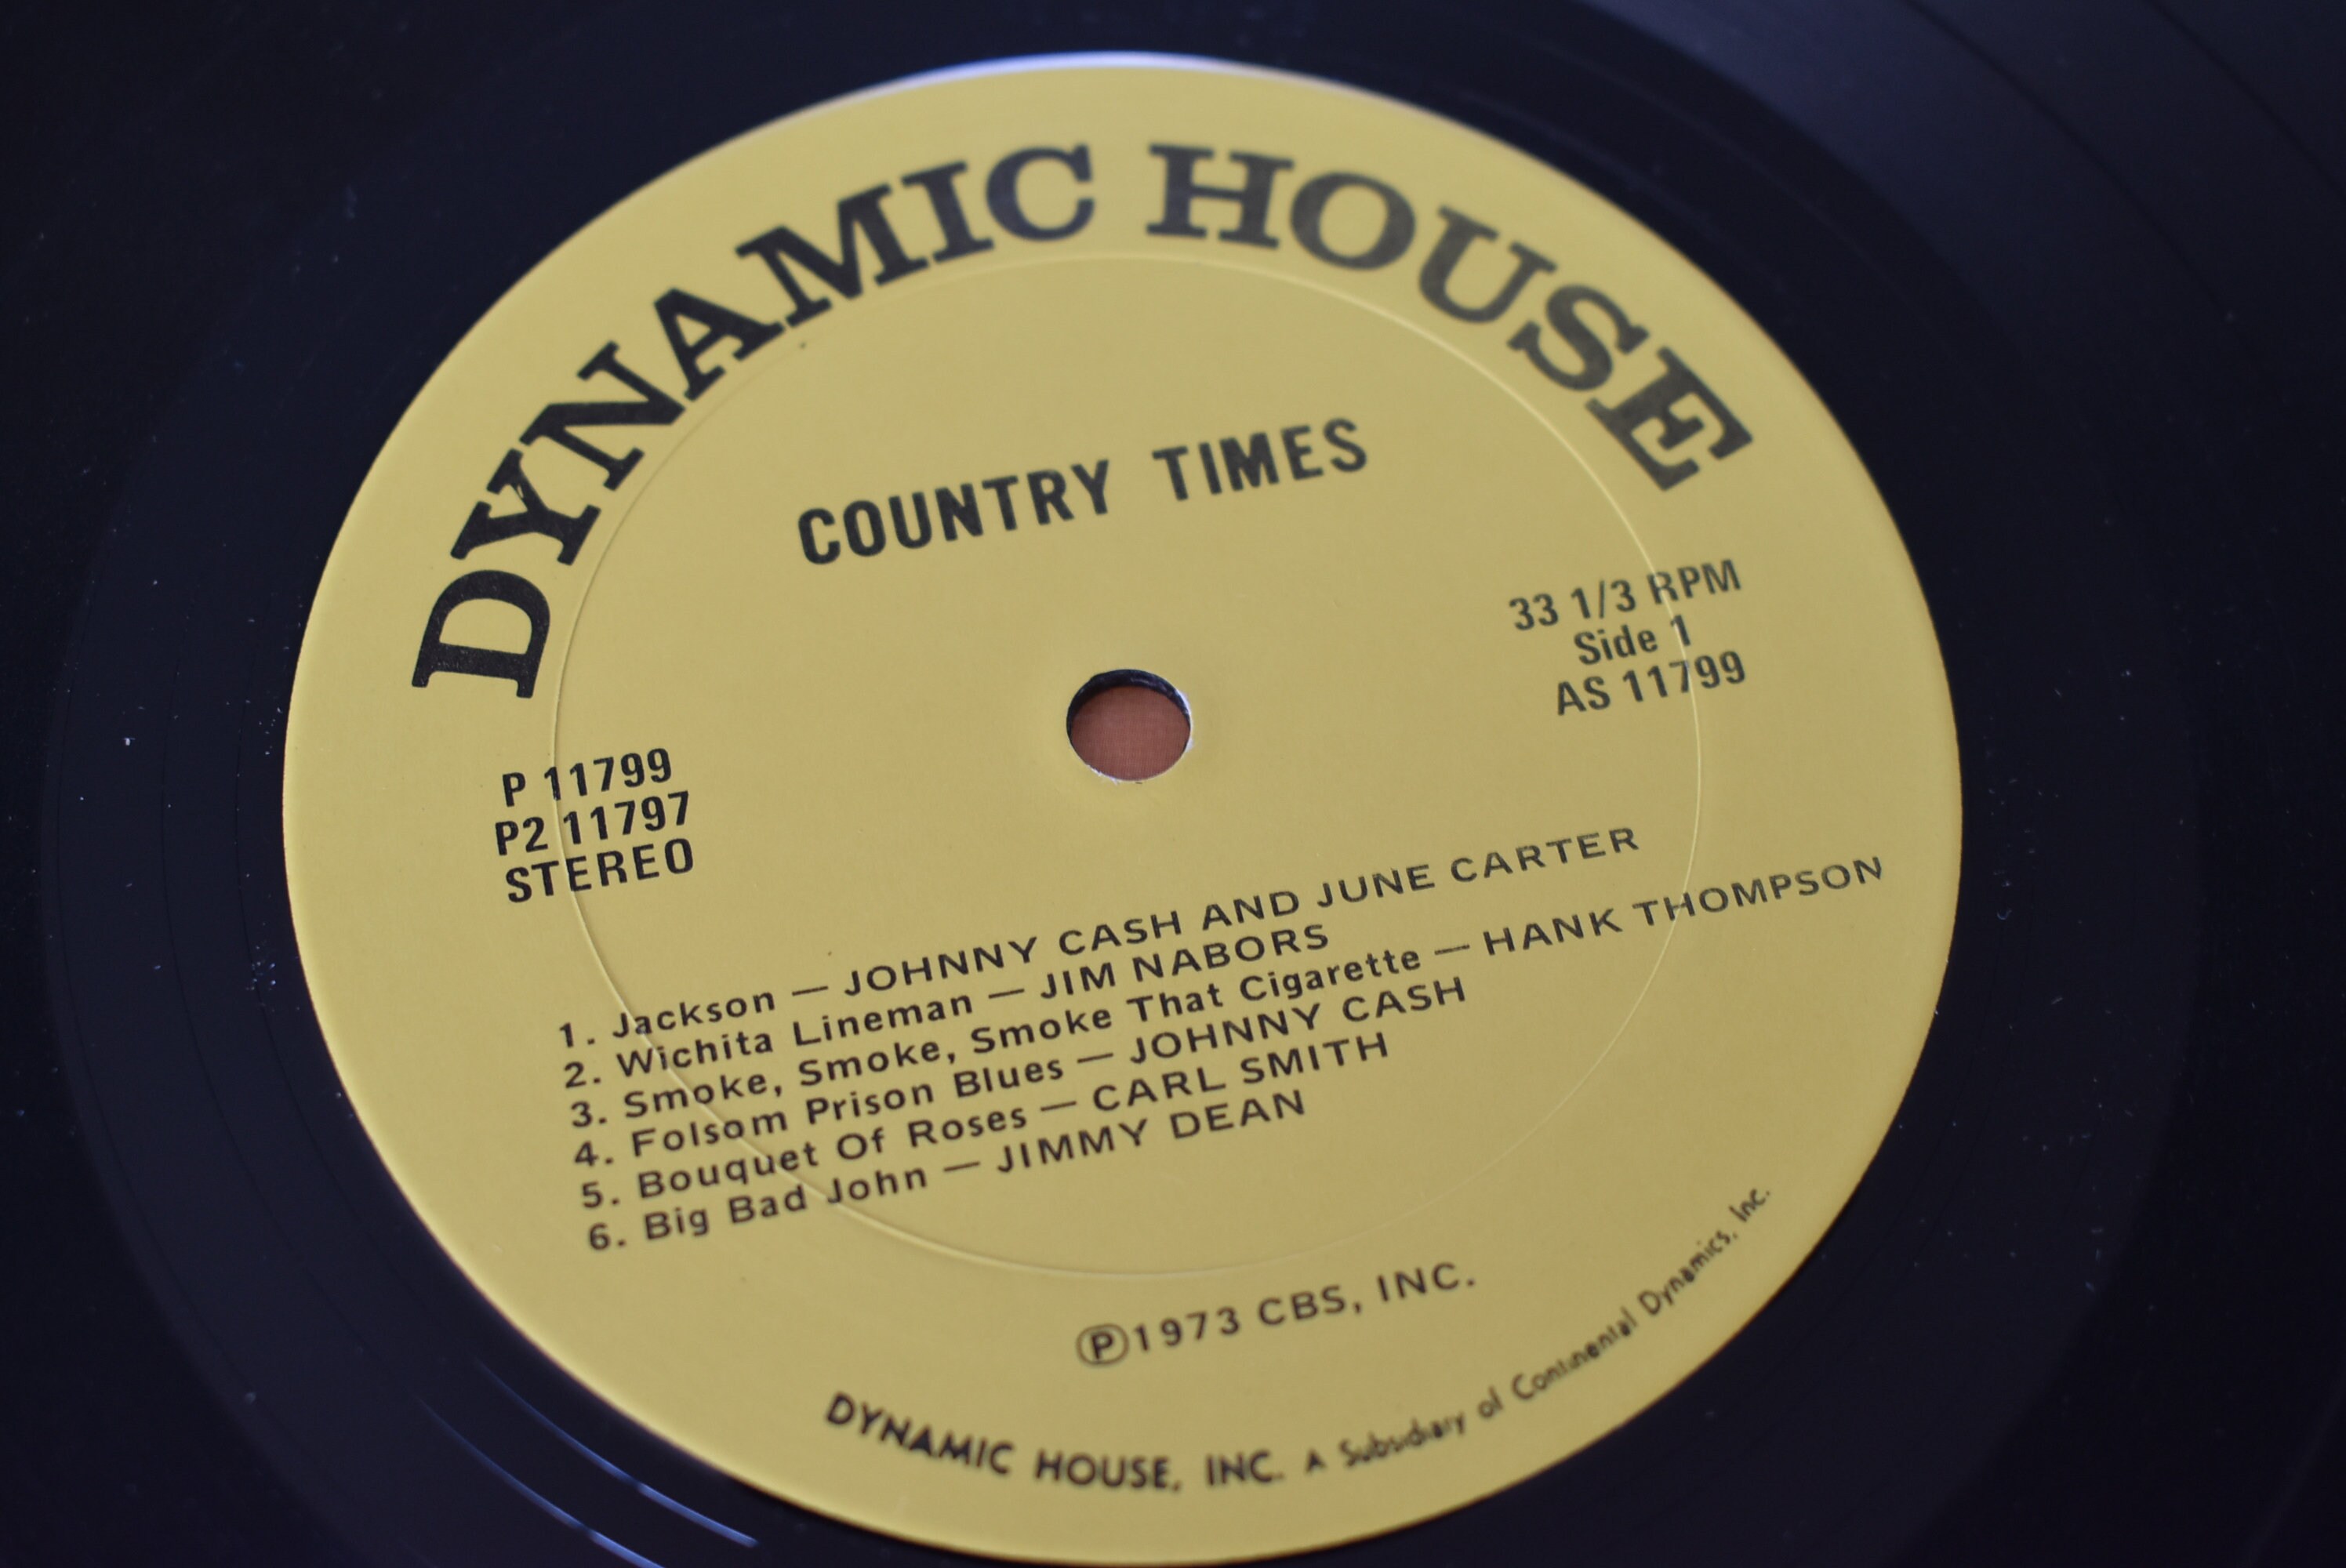 DYNAMIC HOUSE
COUNTRY TIMES
33 1/3 RPM
Side 1
AS 11799
P 11799
P2 11797
STEREO
1. Jackson — JOHNNY CASH AND JUNE CARTER
2. Wichita Lineman — JIM NABORS
3. Smoke, Smoke, Smoke That Cigarette — HANK THOMPSON
4. Folsom Prison Blues — JOHNNY CASH
5. Bouquet Of Roses — CARL SMITH
6. Big Bad John — JIMMY DEAN
℗1973 CBS, INC.
DYNAMIC HOUSE, INC. A Subsidiary of Continental Dynamics, Inc.